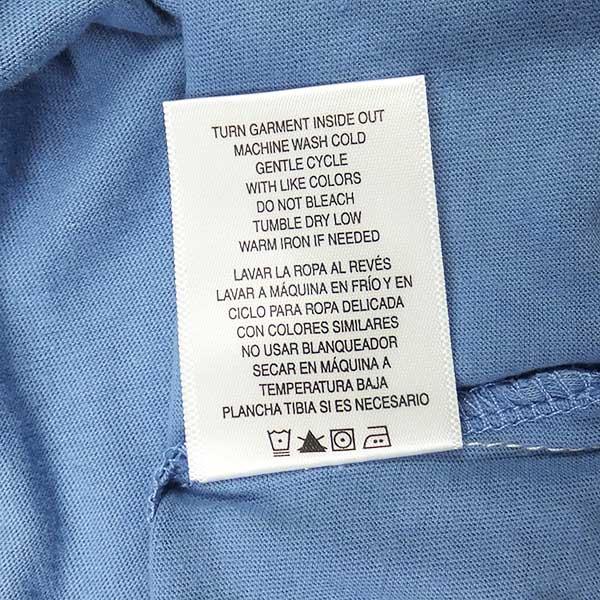 TURN GARMENT INSIDE OUT
MACHINE WASH COLD
GENTLE CYCLE
WITH LIKE COLORS
DO NOT BLEACH
TUMBLE DRY LOW
WARM IRON IF NEEDED
LAVAR LA ROPA AL REVÉS
LAVAR A MÁQUINA EN FRÍO Y EN
CICLO PARA ROPA DELICADA
CON COLORES SIMILARES
NO USAR BLANQUEADOR
SECAR EN MÁQUINA A
TEMPERATURA BAJA
PLANCHA TIBIA SI ES NECESARIO